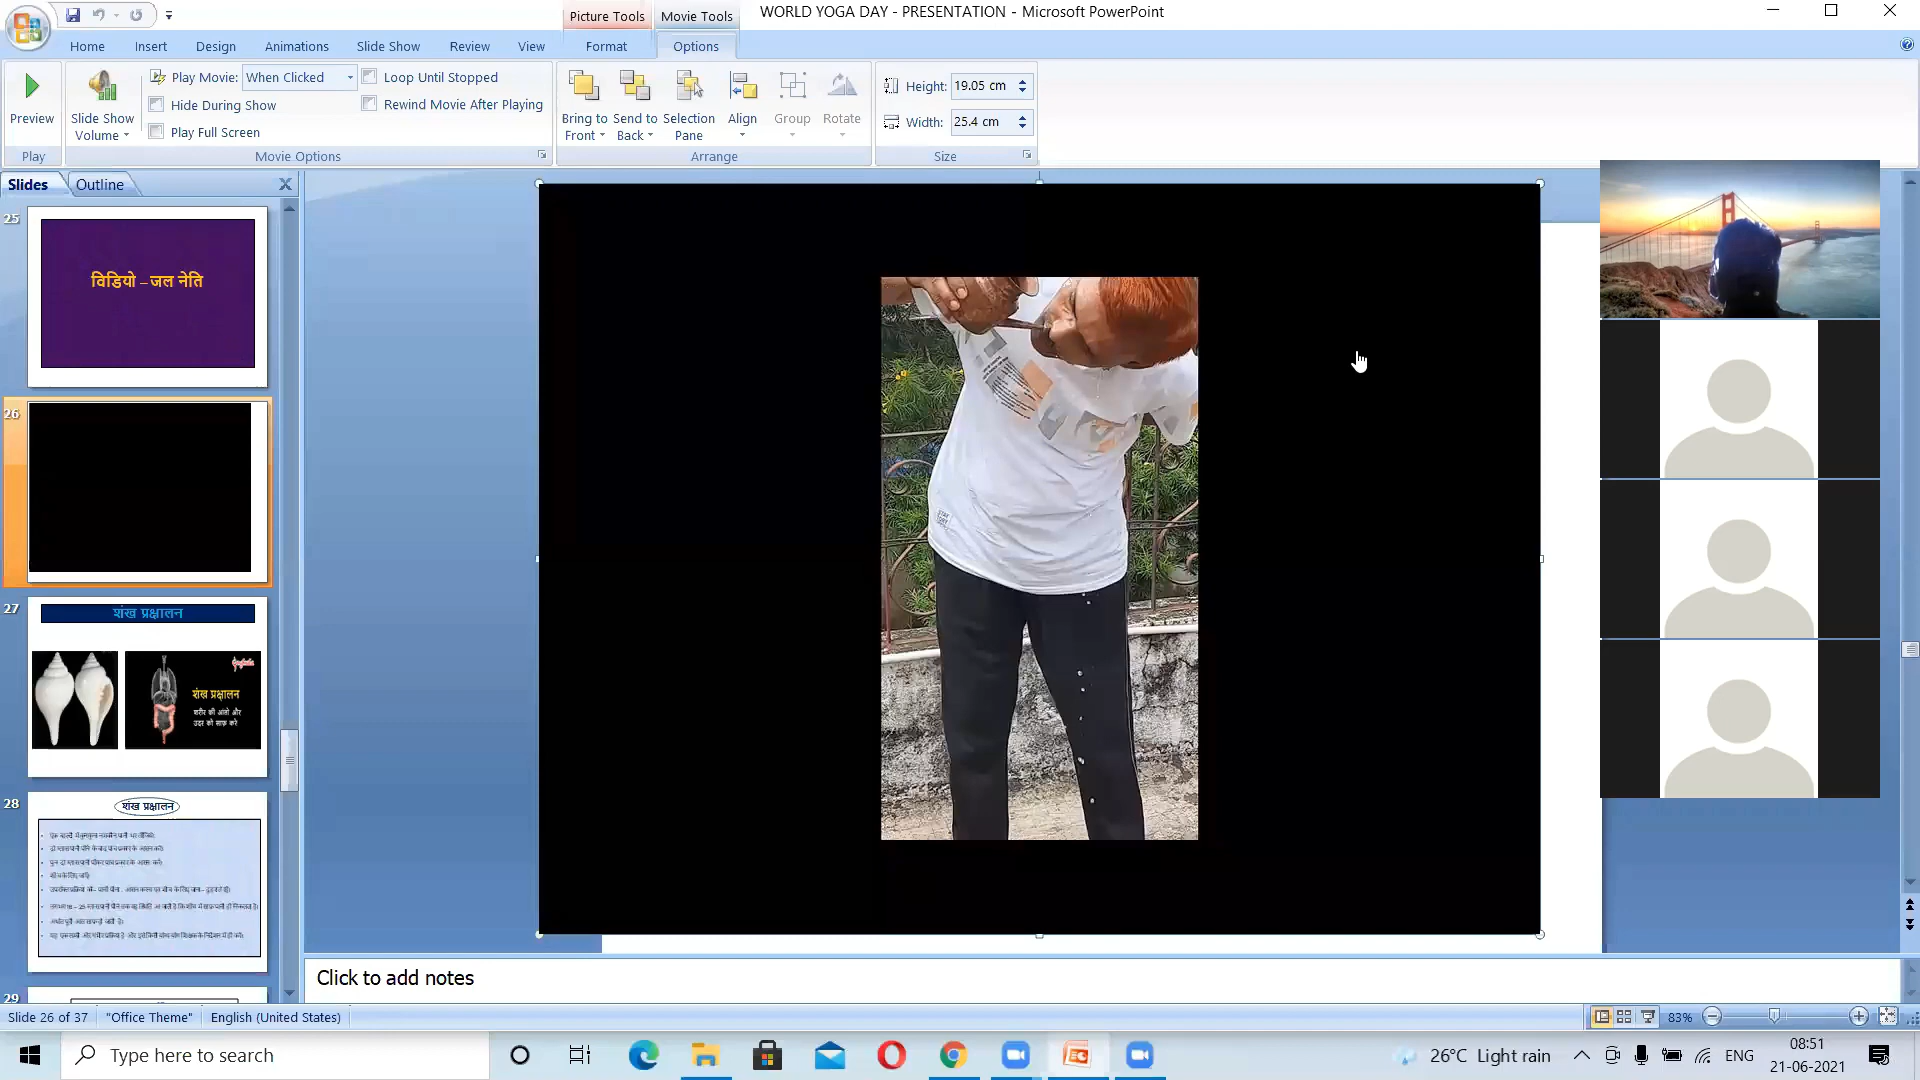 WORLD YOGA DAY - PRESENTATION - Microsoft PowerPoint
Picture Tools
Movie Tools
Home
Insert
Design
Animations
Slide Show
Review
View
Format
Options
Preview
Play
Slide Show Volume
Play Movie: When Clicked
Hide During Show
Play Full Screen
Loop Until Stopped
Rewind Movie After Playing
Movie Options
Bring to Front
Send to Back
Selection Pane
Align
Group
Rotate
Arrange
Height: 19.05 cm
Width: 25.4 cm
Size
Slides
Outline
25
विडियो – जल नेति
26
27
शंख प्रक्षालन
शंख प्रक्षालन
शरीर की आंतो और
उदर को साफ़ करे
28
शंख प्रक्षालन
29
Click to add notes
Slide 26 of 37
"Office Theme"
English (United States)
83%
Type here to search
26°C Light rain
ENG
08:51
21-06-2021